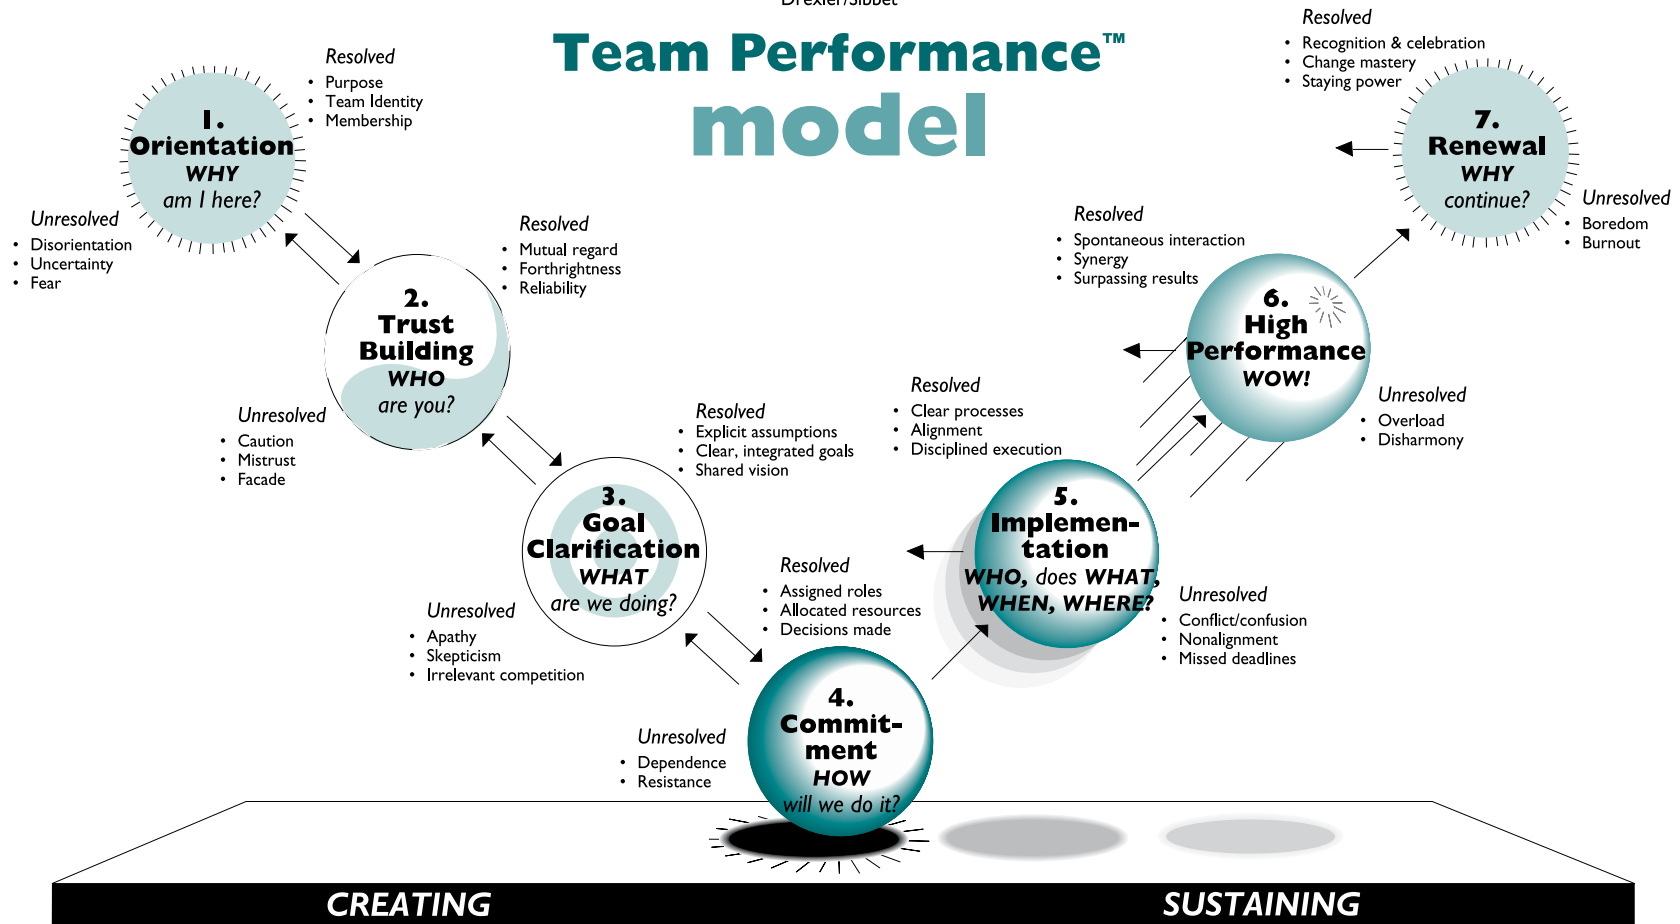 Drexler/Sibbet
Team Performance™
model
Resolved
• Purpose
• Team Identity
• Membership
1.
Orientation
WHY
am I here?
Unresolved
• Disorientation
• Uncertainty
• Fear
Resolved
• Mutual regard
• Forthrightness
• Reliability
2.
Trust
Building
WHO
are you?
Unresolved
• Caution
• Mistrust
• Facade
Resolved
• Explicit assumptions
• Clear, integrated goals
• Shared vision
3.
Goal
Clarification
WHAT
are we doing?
Unresolved
• Apathy
• Skepticism
• Irrelevant competition
Resolved
• Assigned roles
• Allocated resources
• Decisions made
4.
Commit-
ment
HOW
will we do it?
Unresolved
• Dependence
• Resistance
Resolved
• Clear processes
• Alignment
• Disciplined execution
5.
Implemen-
tation
WHO, does WHAT,
WHEN, WHERE?
Unresolved
• Conflict/confusion
• Nonalignment
• Missed deadlines
Resolved
• Spontaneous interaction
• Synergy
• Surpassing results
6.
High
Performance
WOW!
Unresolved
• Overload
• Disharmony
Resolved
• Recognition & celebration
• Change mastery
• Staying power
7.
Renewal
WHY
continue?
Unresolved
• Boredom
• Burnout
CREATING
SUSTAINING